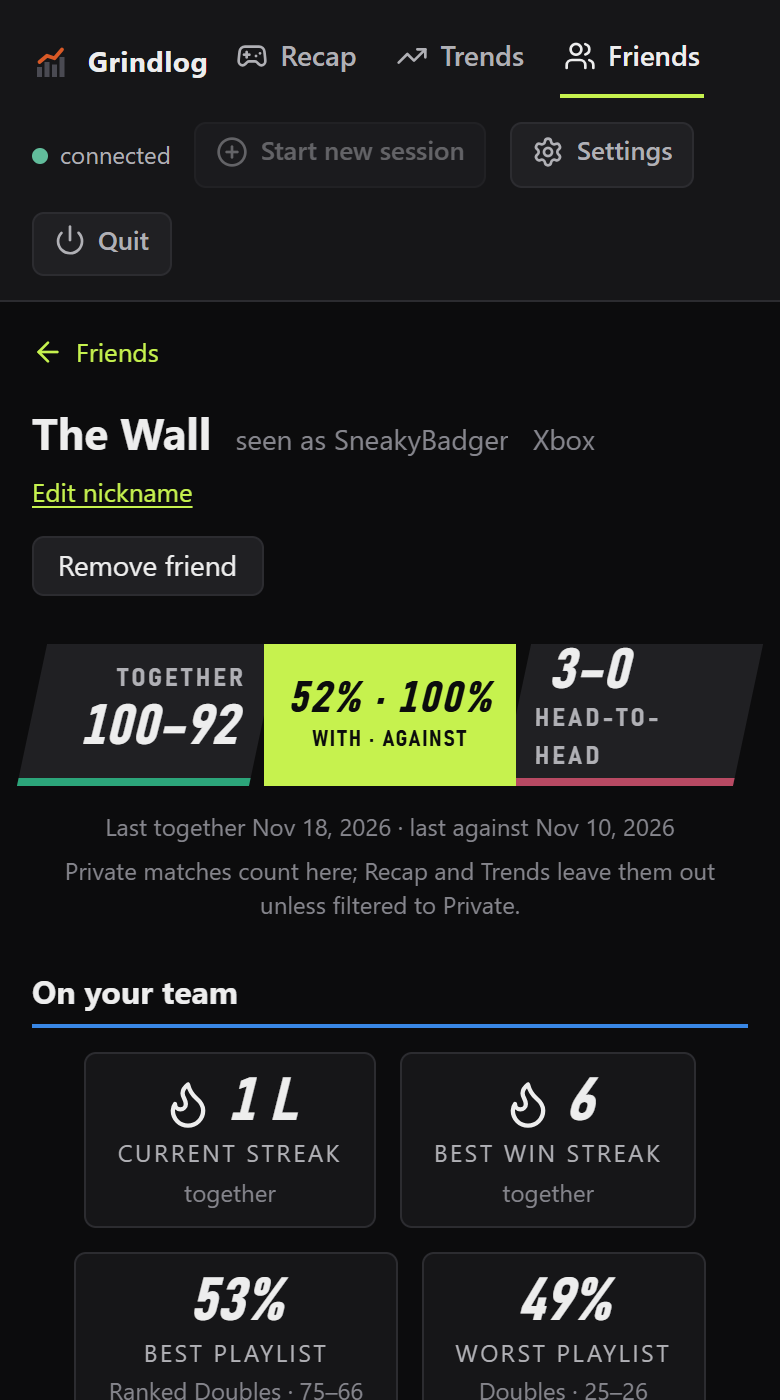 Grindlog
Recap
Trends
Friends
connected
Start new session
Settings
Quit
Friends
The Wall seen as SneakyBadger Xbox
Edit nickname
Remove friend
TOGETHER
100–92
52% · 100%
WITH · AGAINST
3–0
HEAD-TO-
HEAD
Last together Nov 18, 2026 · last against Nov 10, 2026
Private matches count here; Recap and Trends leave them out
unless filtered to Private.
On your team
1 L
CURRENT STREAK
together
6
BEST WIN STREAK
together
53%
BEST PLAYLIST
Ranked Doubles · 75–66
49%
WORST PLAYLIST
Doubles · 25–26